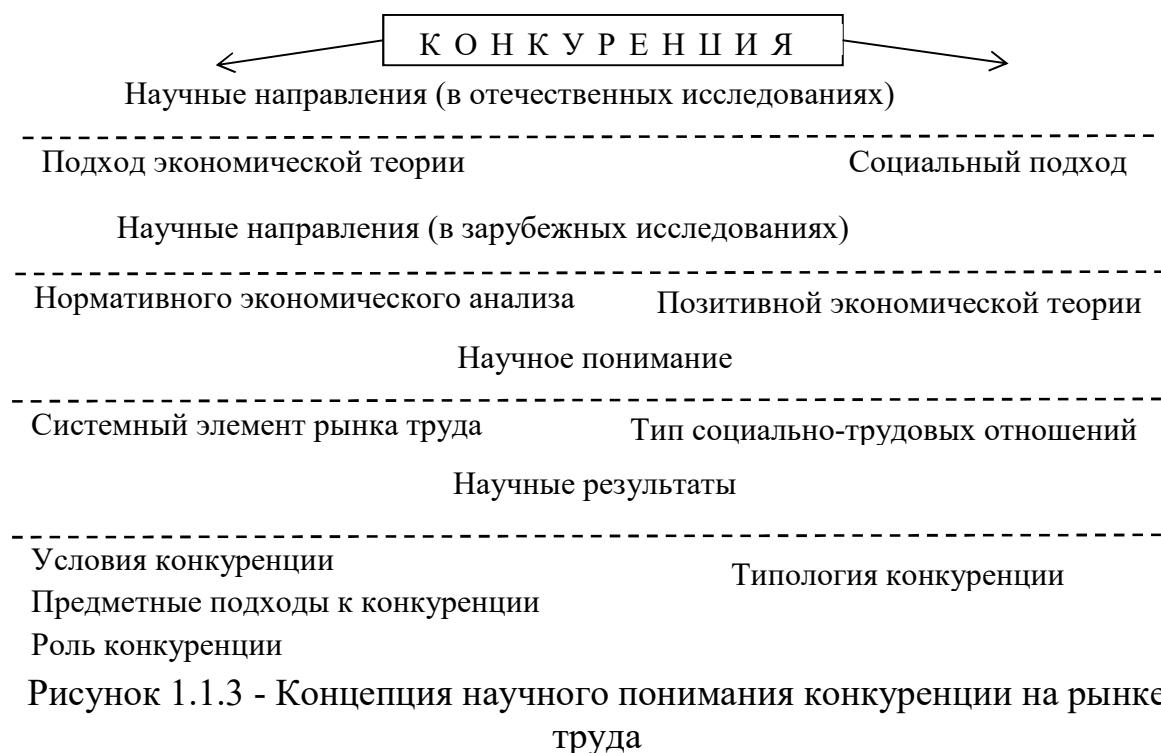 К О Н К У Р Е Н Ц И Я
Научные направления (в отечественных исследованиях)
Подход экономической теории
Социальный подход
Научные направления (в зарубежных исследованиях)
Нормативного экономического анализа
Позитивной экономической теории
Научное понимание
Системный элемент рынка труда
Тип социально-трудовых отношений
Научные результаты
Условия конкуренции
Типология конкуренции
Предметные подходы к конкуренции
Роль конкуренции
Рисунок 1.1.3 - Концепция научного понимания конкуренции на рынке
труда